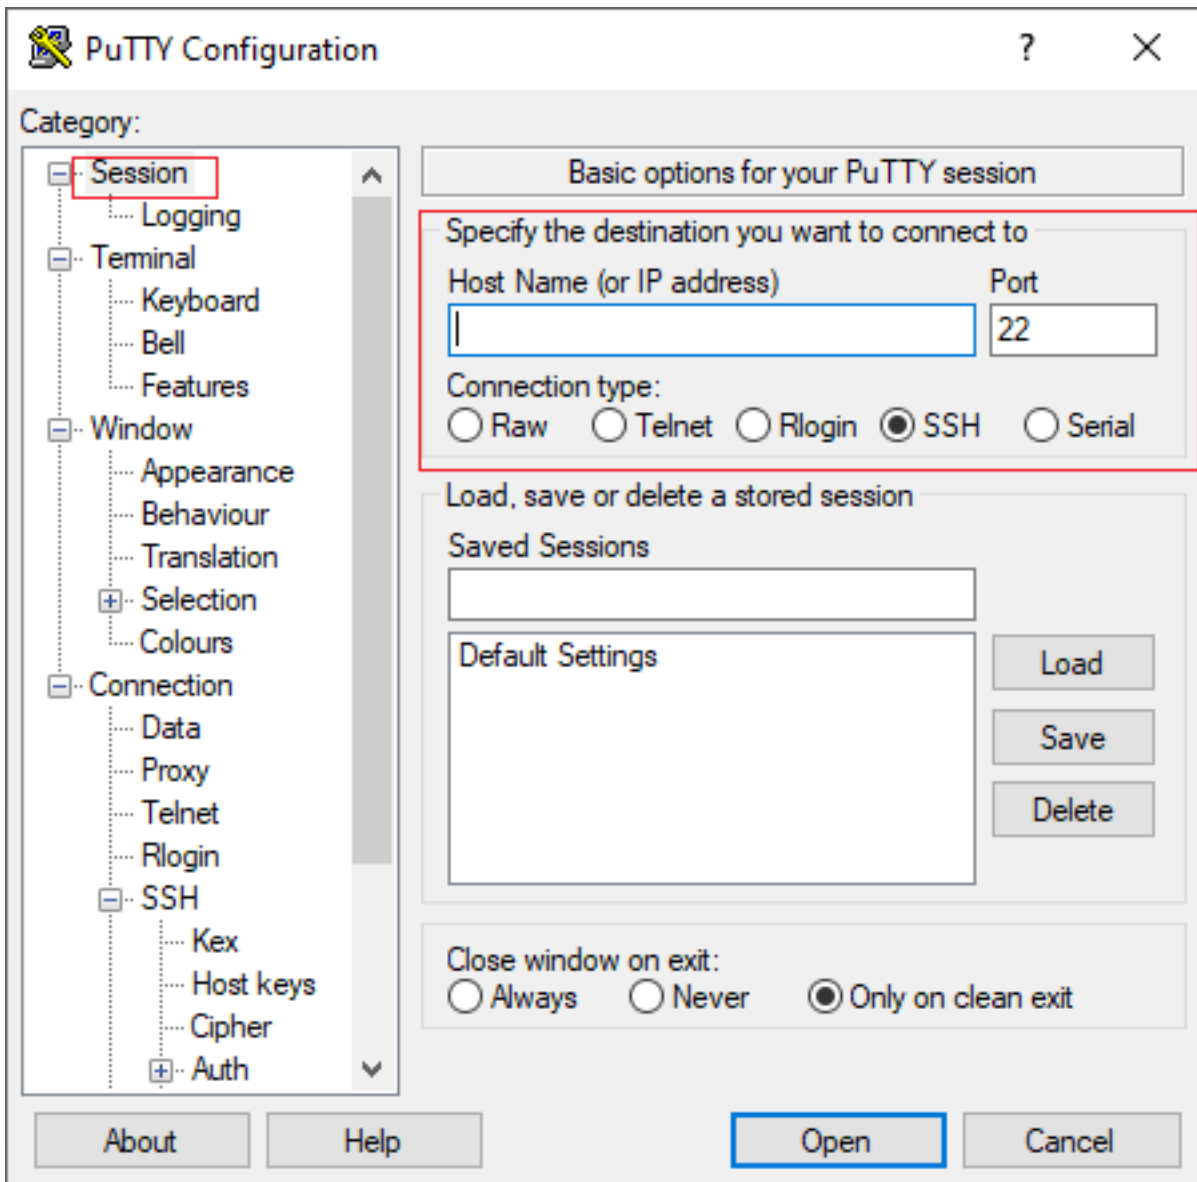 PuTTY Configuration
?
Category:
Session
Logging
Terminal
Keyboard
Bell
Features
Window
Appearance
Behaviour
Translation
Selection
Colours
Connection
Data
Proxy
Telnet
Rlogin
SSH
Kex
Host keys
Cipher
Auth
Basic options for your PuTTY session
Specify the destination you want to connect to
Host Name (or IP address) Port
22
Connection type:
Raw Telnet Rlogin SSH Serial
Load, save or delete a stored session
Saved Sessions
Default Settings
Load
Save
Delete
Close window on exit:
Always Never Only on clean exit
About Help Open Cancel